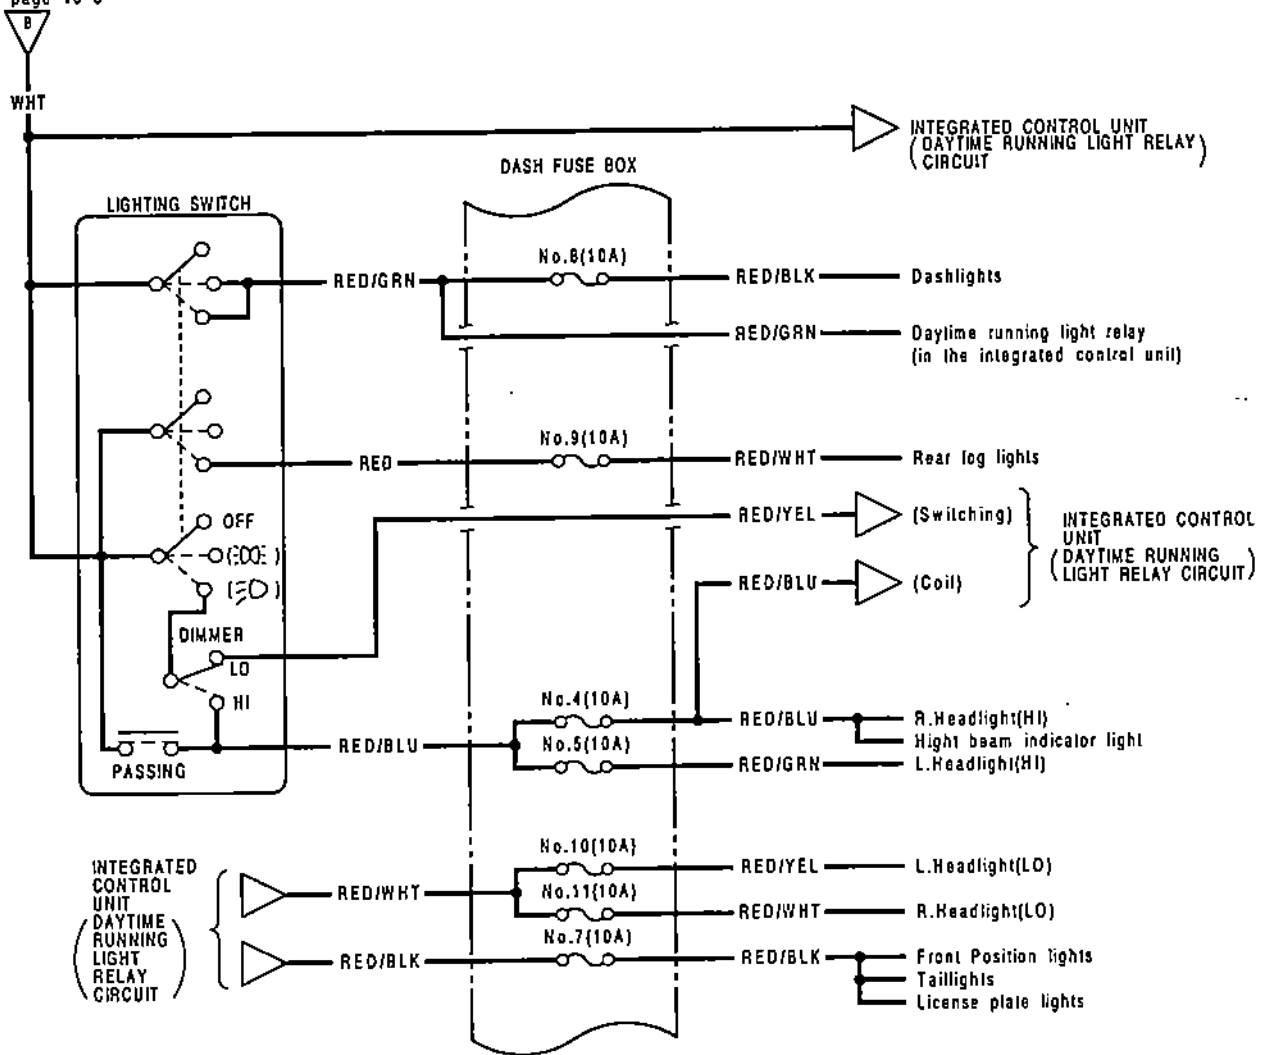 page
B
WHT
INTEGRATED CONTROL UNIT
(DAYTIME RUNNING LIGHT RELAY)
CIRCUIT
DASH FUSE BOX
LIGHTING SWITCH
No.8(10A)
RED/GRN
RED/BLK
Dashlights
RED/GRN
Daytime running light relay
(in the integrated control unit)
No.9(10A)
RED
RED/WHT
Rear fog lights
OFF
RED/YEL
(Switching)
INTEGRATED CONTROL
UNIT
(DAYTIME RUNNING
LIGHT RELAY CIRCUIT)
RED/BLU
(Coil)
DIMMER
LO
HI
No.4(10A)
RED/BLU
R.Headlight(HI)
Hight beam indicator light
RED/BLU
No.5(10A)
RED/GRN
L.Headlight(HI)
PASSING
INTEGRATED
CONTROL
UNIT
(DAYTIME
RUNNING
LIGHT
RELAY
CIRCUIT)
No.10(10A)
RED/YEL
L.Headlight(LO)
RED/WHT
No.11(10A)
RED/WHT
R.Headlight(LO)
No.7(10A)
RED/BLK
RED/BLK
Front Position lights
Taillights
License plate lights